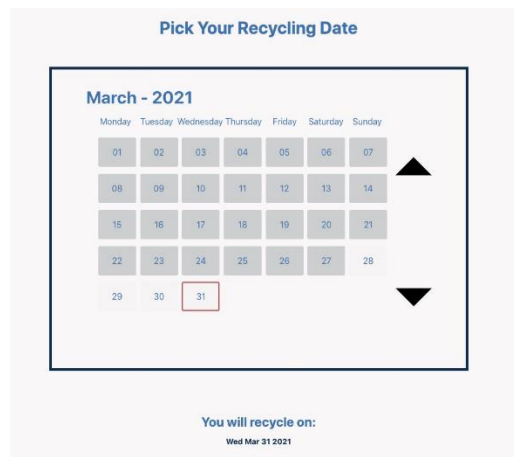 Pick Your Recycling Date
March - 2021
Monday Tuesday Wednesday Thursday Friday Saturday Sunday
01 02 03 04 05 06 07
08 09 10 11 12 13 14
15 16 17 18 19 20 21
22 23 24 25 26 27 28
29 30 31
You will recycle on:
Wed Mar 31 2021